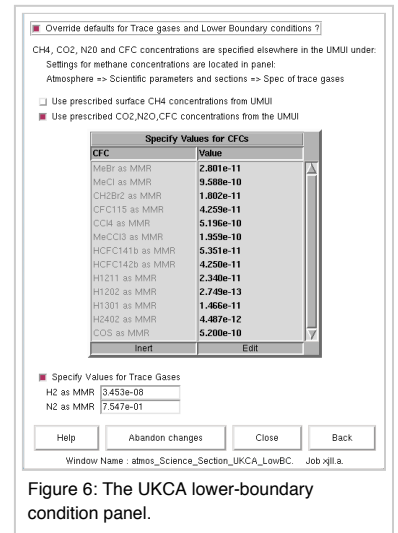 Override defaults for Trace gases and Lower Boundary conditions ?
CH4, CO2, N20 and CFC concentrations are specified elsewhere in the UMUI under:
Settings for methane concentrations are located in panel:
Atmosphere => Scientific parameters and sections => Spec of trace gases
Use prescribed surface CH4 concentrations from UMUI
Use prescribed CO2,N2O,CFC concentrations from the UMUI
Specify Values for CFCs
CFC Value
MeBr as MMR 2.801e-11
MeCl as MMR 9.588e-10
CH2Br2 as MMR 1.802e-11
CFC115 as MMR 4.259e-11
CCl4 as MMR 5.196e-10
MeCCl3 as MMR 1.959e-10
HCFC141b as MMR 5.351e-11
HCFC142b as MMR 4.250e-11
H1211 as MMR 2.340e-11
H1202 as MMR 2.749e-13
H1301 as MMR 1.466e-11
H2402 as MMR 4.487e-12
COS as MMR 5.200e-10
Inert Edit
Specify Values for Trace Gases
H2 as MMR 3.453e-08
N2 as MMR 7.547e-01
Help Abandon changes Close Back
Window Name : atmos_Science_Section_UKCA_LowBC. Job xjll.a.
Figure 6: The UKCA lower-boundary
condition panel.